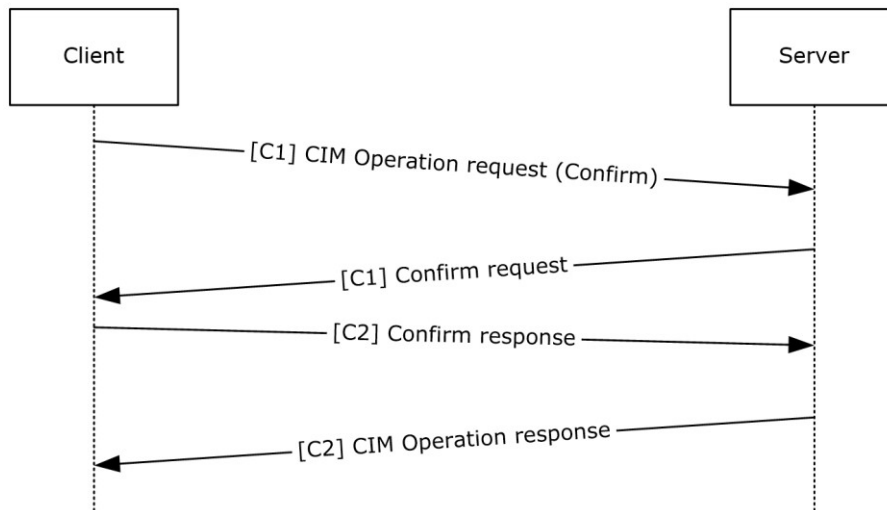 Client
Server
[C1] CIM Operation request (Confirm)
[C1] Confirm request
[C2] Confirm response
[C2] CIM Operation response